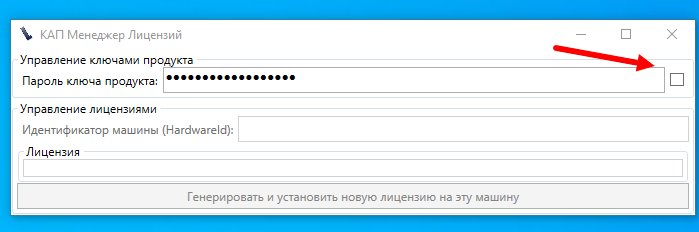 КАП Менеджер Лицензий
Управление ключами продукта
Пароль ключа продукта: ••••••••••••••••••
Управление лицензиями
Идентификатор машины (HardwareId):
Лицензия
Генерировать и установить новую лицензию на эту машину